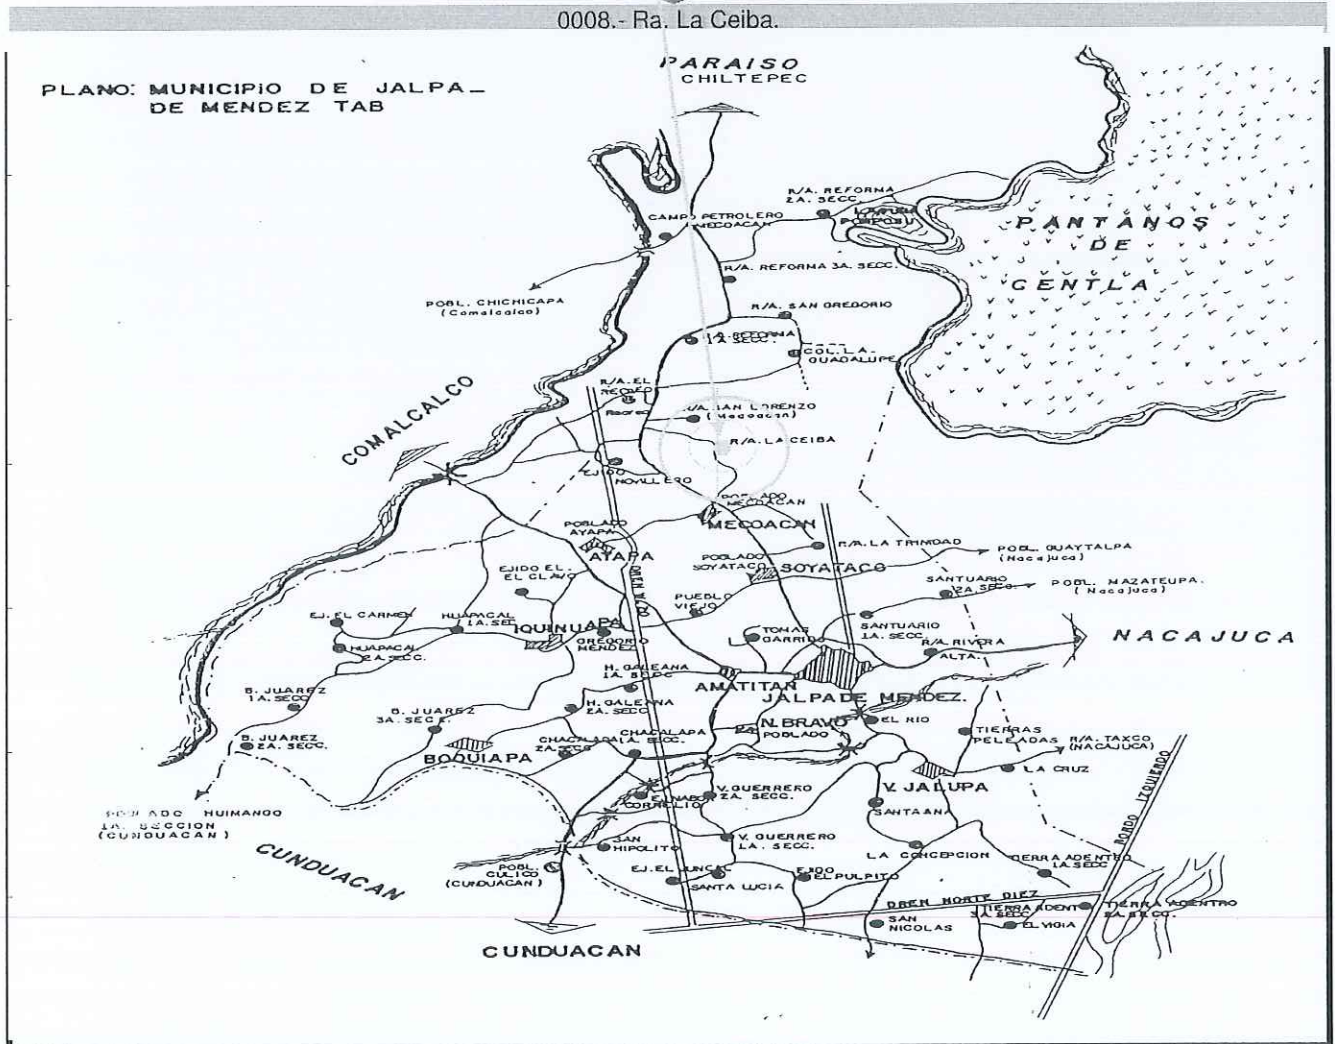 0008.- Ra. La Ceiba.
PARAISO
CHILTEPEC
PLANO: MUNICIPIO DE JALPA_
DE MENDEZ TAB
R/A. REFORMA
2A. SECC.
CAMPO PETROLERO
MECOACAN
PANTANOS
DE
CENTLA
R/A. REFORMA 3A. SECC.
POBL. CHICHICAPA
(Comalcalco)
R/A. SAN GREGORIO
REFORMA
1A SECC.
COL. LA
GUADALUPE
COMALCALCO
R/A. EL
RECREO
Recreo
R/A. SAN LORENZO
(Mecoacan)
R/A. LA CEIBA
EJIDO
NOVILLERO
POBLADO
MECOACAN
MECOACAN
POBLADO
AYAPA
AYAPA
R/A. LA TRINIDAD
POBL. GUAYTALPA
(Nacajuca)
POBLADO
SOYATACO
SOYATACO
EJIDO EL.
EL CLAVO
SANTUARIO
2A. SECC.
POBL. MAZATEUPA.
(Nacajuca)
PUEBLO
VIEJO
EJ. EL CARMEN
HUAPACAL
1A. SEC
IQUINUAPA
GREGORIO
MENDEZ
TOMAS
GARRIDO
SANTUARIO
1A. SECC.
R/A. RIVERA
ALTA.
NACAJUCA
HUAPACAL
2A. SECC.
H. GALEANA
1A. SECC
AMATITAN
JALPA DE MENDEZ.
B. JUAREZ
1A. SECC
H. GALEANA
2A. SECC
B. JUAREZ
3A. SECC.
N. BRAVO
POBLADO
EL RIO
TIERRAS
PELEADAS
R/A. TAXCO
(NACAJUCA)
B. JUAREZ
2A. SECC.
CHACALAPA
2A. SECC
CHACALAPA
1A. SECC.
BOQUIAPA
LA CRUZ
V. JALUPA
V. GUERRERO
2A. SECC.
CORNELIO
SANTA ANA
POBLADO HUIMANGO
1A. SECCION
(CUNDUACAN)
BORDO IZQUIERDO
CUNDUACAN
SAN
HIPOLITO
V. GUERRERO
1A. SECC.
LA CONCEPCION
TIERRA ADENTRO
1A. SECC
POBL.
CULICO
(CUNDUACAN)
EJ. EL JUNCAL
SANTA LUCIA
EJIDO
EL PULPITO
DREN NORTE DIEZ
SAN
NICOLAS
TIERRA ADENT
3A. SECC
EL VIGIA
TIERRA ADENTRO
2A. SECC.
CUNDUACAN